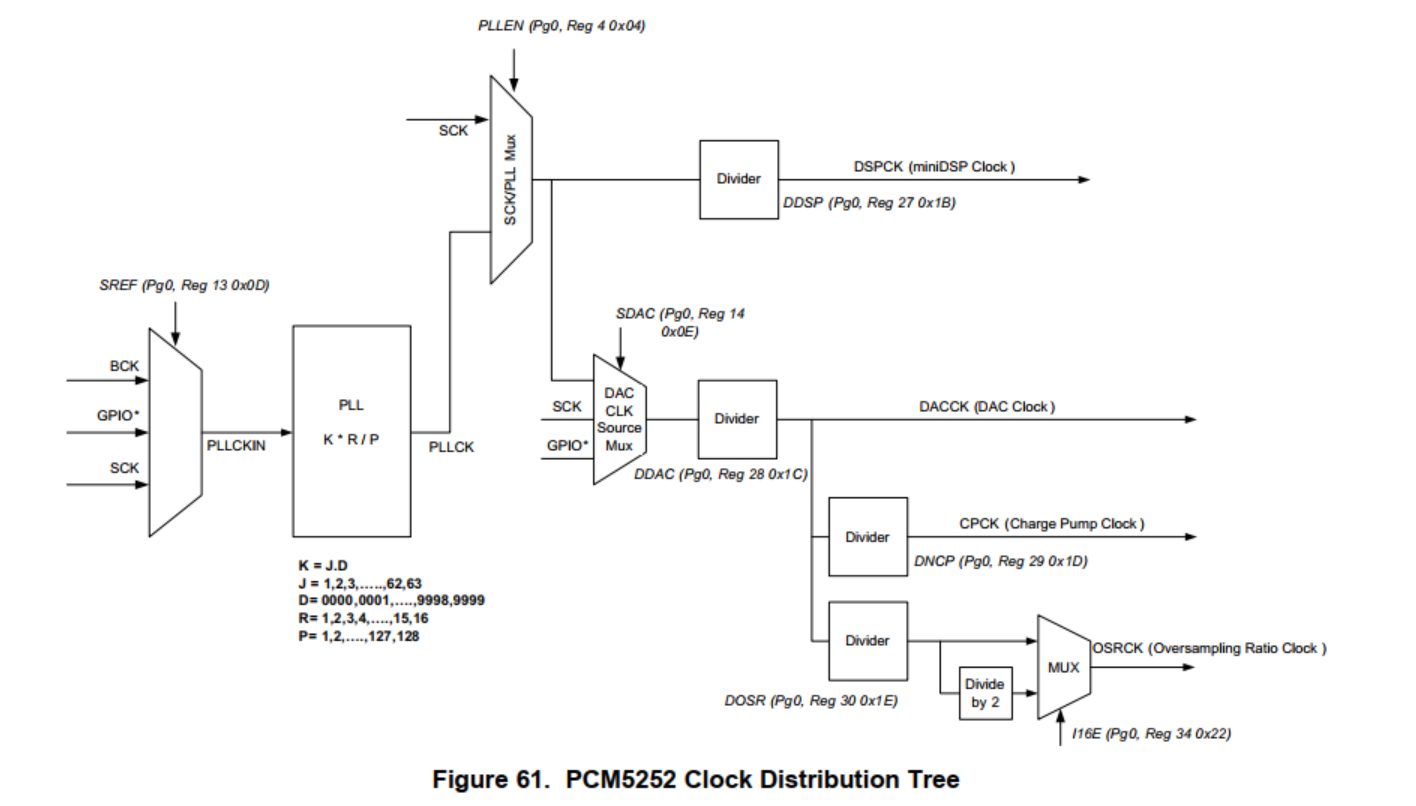 PLLEN (Pg0, Reg 4 0x04)
SCK
SCK/PLL Mux
Divider
DSPCK (miniDSP Clock )
DDSP (Pg0, Reg 27 0x1B)
SREF (Pg0, Reg 13 0x0D)
BCK
GPIO*
SCK
PLLCKIN
PLL
K * R / P
PLLCK
K = J.D
J = 1,2,3,…..,62,63
D= 0000,0001,….,9998,9999
R= 1,2,3,4,….,15,16
P= 1,2,….,127,128
SDAC (Pg0, Reg 14
0x0E)
SCK
GPIO*
DAC
CLK
Source
Mux
Divider
DDAC (Pg0, Reg 28 0x1C)
DACCK (DAC Clock )
Divider
CPCK (Charge Pump Clock )
DNCP (Pg0, Reg 29 0x1D)
Divider
DOSR (Pg0, Reg 30 0x1E)
Divide
by 2
MUX
OSRCK (Oversampling Ratio Clock )
I16E (Pg0, Reg 34 0x22)
Figure 61. PCM5252 Clock Distribution Tree